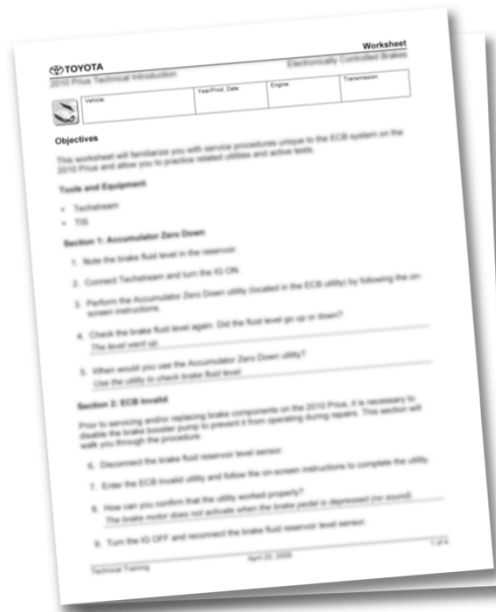 Worksheet
TOYOTA
2010 Prius Technical Introduction
Electronically Controlled Brakes
Vehicle:
Year/Prod. Date:
Engine:
Transmission:
Objectives
This worksheet will familiarize you with service procedures unique to the ECB system on the
2010 Prius and allow you to practice related utilities and active tests.
Tools and Equipment
• Techstream
• TIS
Section 1: Accumulator Zero Down
1. Note the brake fluid level in the reservoir.
2. Connect Techstream and turn the IG ON.
3. Perform the Accumulator Zero Down utility (located in the ECB utility) by following the on-
screen instructions.
4. Check the brake fluid level again. Did the fluid level go up or down?
The level went up.
5. When would you use the Accumulator Zero Down utility?
Use the utility to check brake fluid level.
Section 2: ECB Invalid
Prior to servicing and/or replacing brake components on the 2010 Prius, it is necessary to
disable the brake booster pump to prevent it from operating during repairs. This section will
walk you through the procedure.
6. Disconnect the brake fluid reservoir level sensor.
7. Enter the ECB Invalid utility and follow the on-screen instructions to complete the utility.
8. How can you confirm that the utility worked properly?
The brake motor does not activate when the brake pedal is depressed (no sound).
9. Turn the IG OFF and reconnect the brake fluid reservoir level sensor.
Technical Training
April 20, 2009
1 of 4